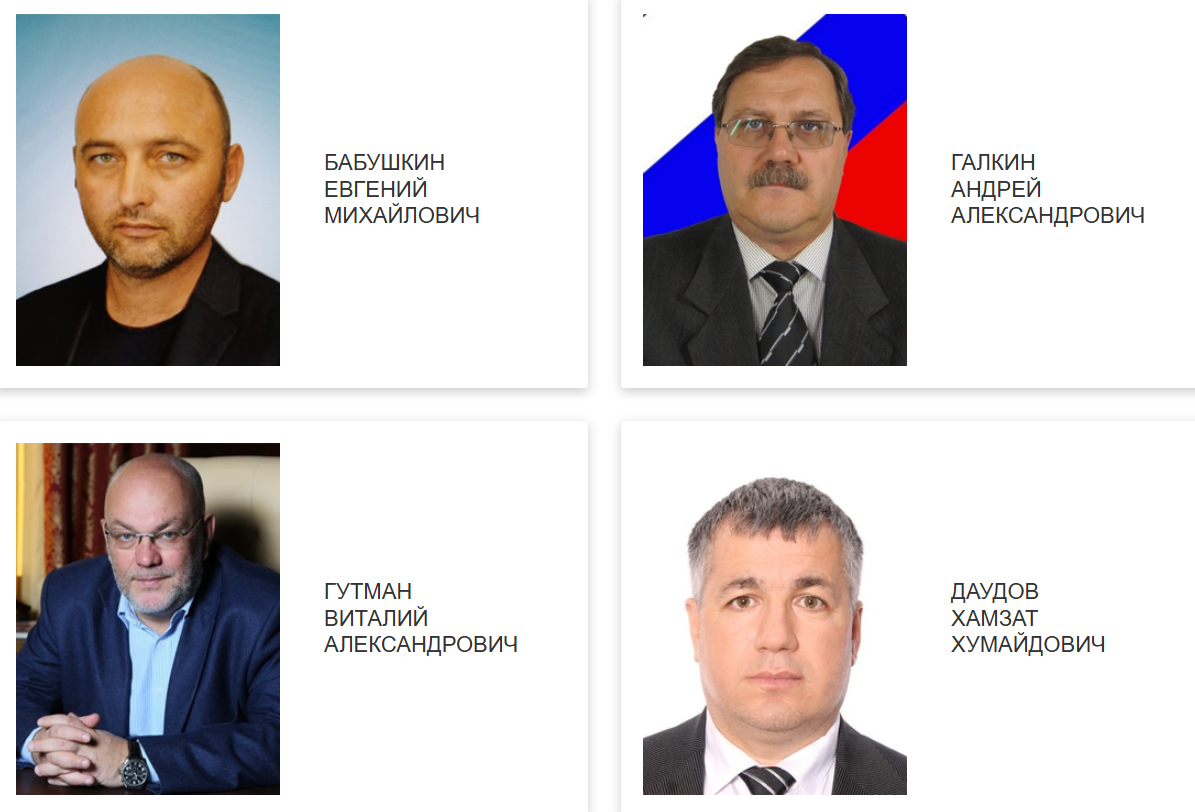 БАБУШКИН
ЕВГЕНИЙ
МИХАЙЛОВИЧ
ГАЛКИН
АНДРЕЙ
АЛЕКСАНДРОВИЧ
ГУТМАН
ВИТАЛИЙ
АЛЕКСАНДРОВИЧ
ДАУДОВ
ХАМЗАТ
ХУМАЙДОВИЧ